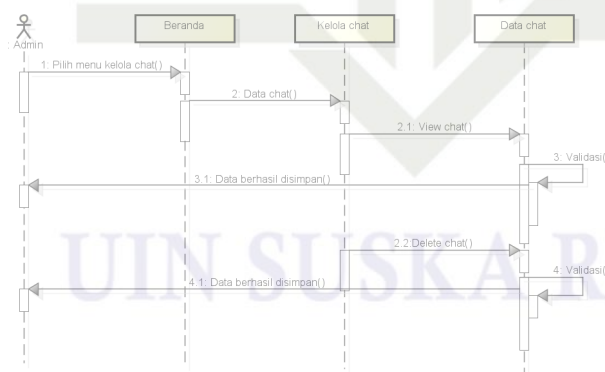 Beranda
Kelola chat
Data chat
: Admin
1: Pilih menu kelola chat()
2: Data chat()
2.1: View chat()
3: Validasi(
3.1: Data berhasil disimpan()
UIN SUSKA R
2.2 Delete chat()
4: Validasi(
4.1: Data berhasil disimpan()